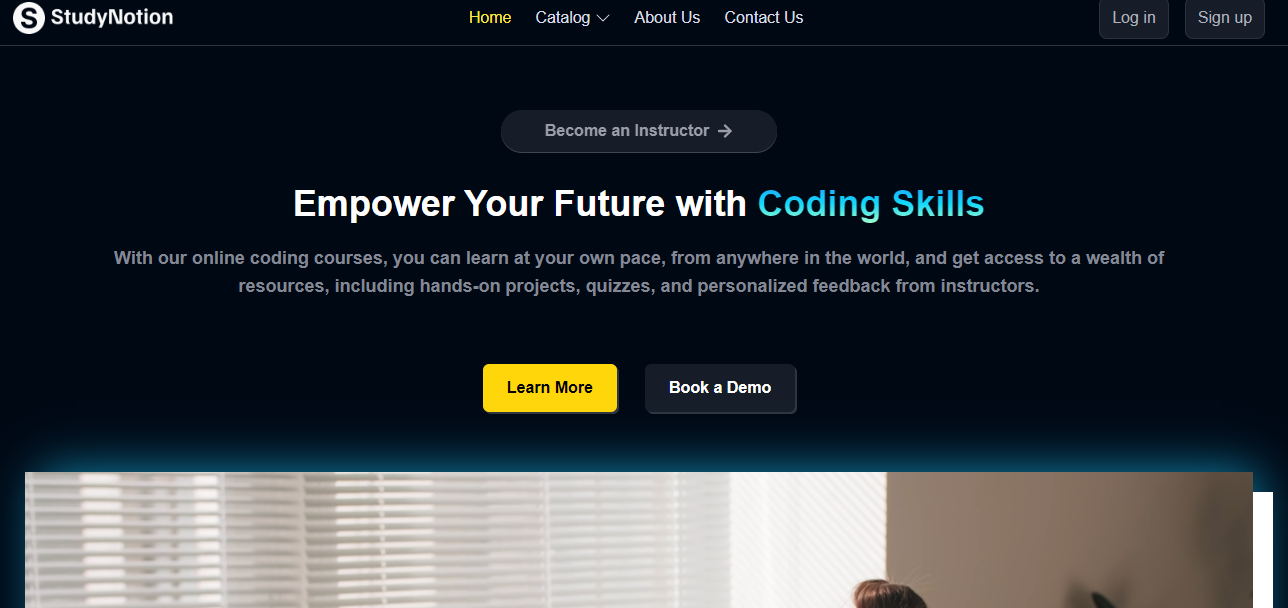 StudyNotion
Home
Catalog
About Us
Contact Us
Log in
Sign up
Become an Instructor
Empower Your Future with Coding Skills
With our online coding courses, you can learn at your own pace, from anywhere in the world, and get access to a wealth of
resources, including hands-on projects, quizzes, and personalized feedback from instructors.
Learn More
Book a Demo